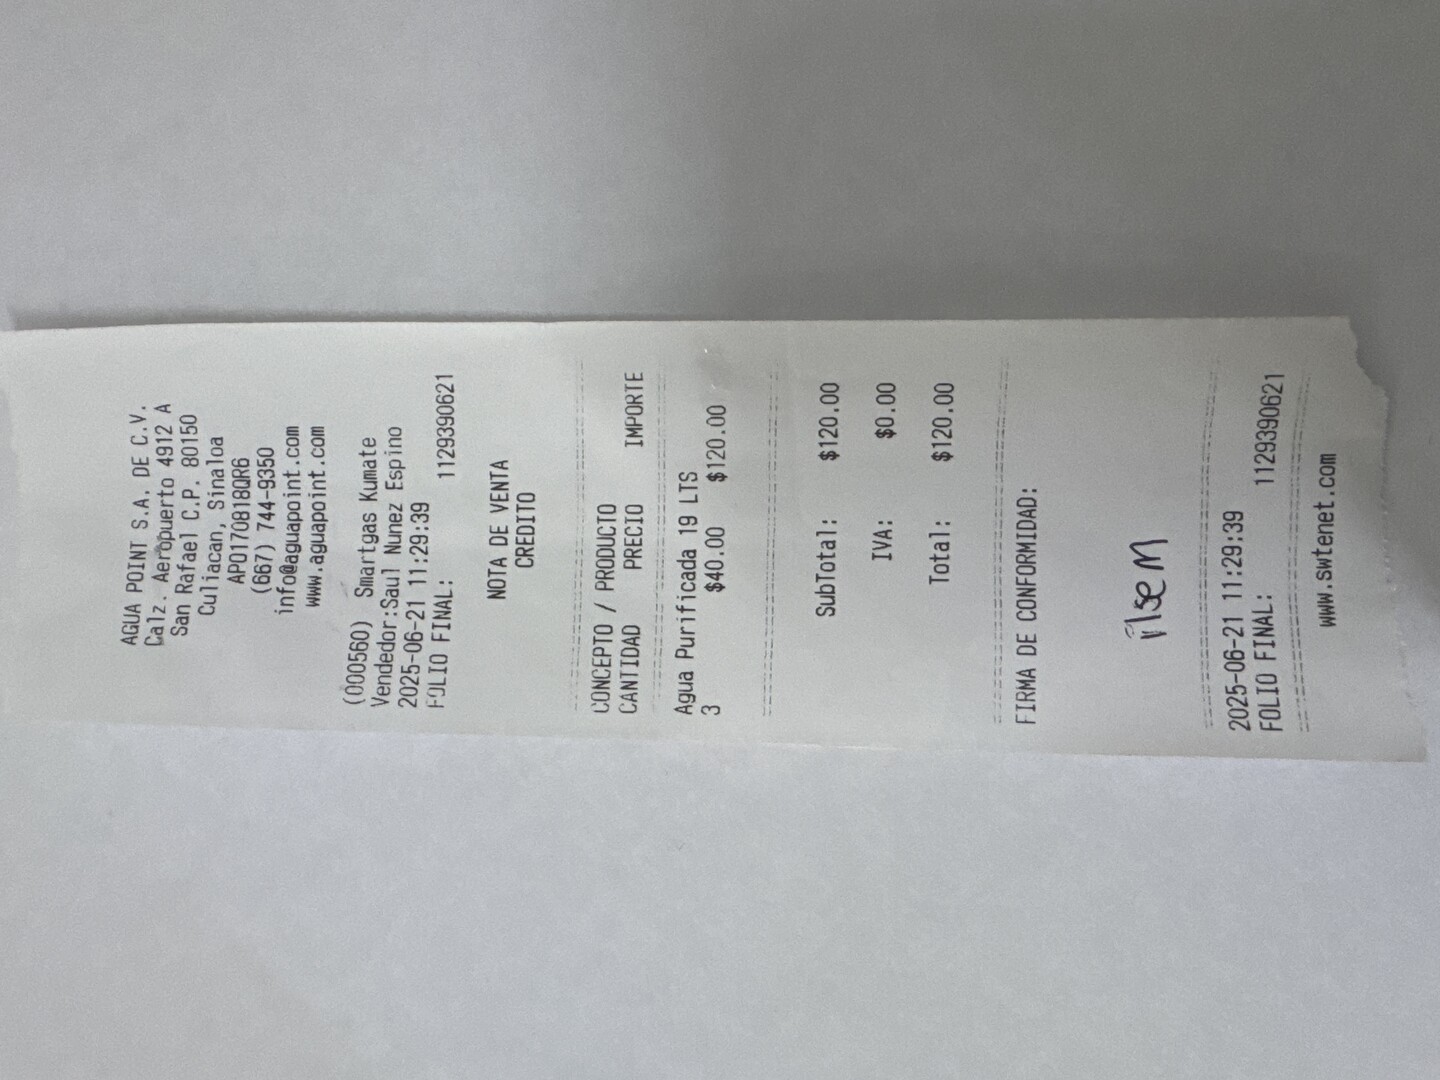 AGUA POINT S.A. DE C.V.
Calz. Aeropuerto 4912 A
San Rafael C.P. 80150
Culiacan, Sinaloa
APO170818QR6
(667) 744-9350
info@aguapoint.com
www.aguapoint.com
(000560) Smartgas Kumate
Vendedor:Saul Nunez Espino
2025-06-21 11:29:39
FOLIO FINAL: 1129390621
NOTA DE VENTA
CREDITO
CONCEPTO / PRODUCTO
CANTIDAD PRECIO IMPORTE
Agua Purificada 19 LTS
3 $40.00 $120.00
SubTotal: $120.00
IVA: $0.00
Total: $120.00
FIRMA DE CONFORMIDAD:
2025-06-21 11:29:39
FOLIO FINAL: 1129390621
www.swtenet.com